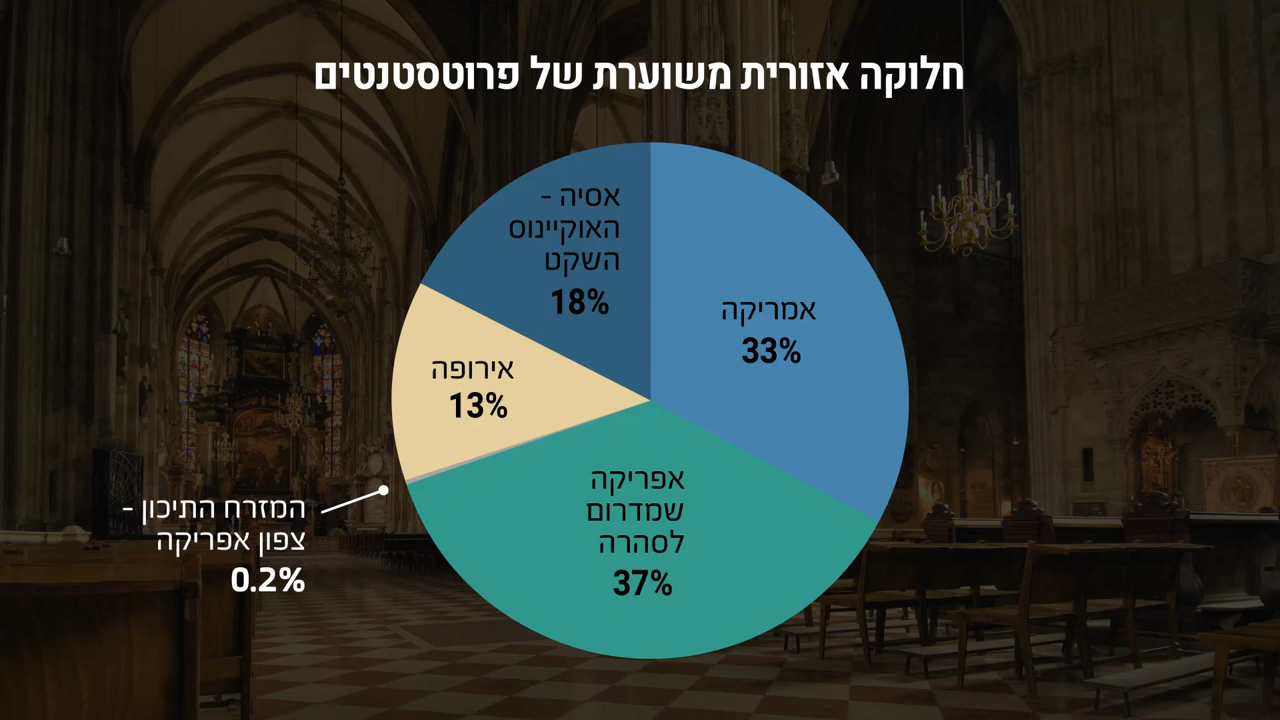 חלוקה אזורית משוערת של פרוטסטנטים
אסיה -
האוקיינוס
השקט
18%
אמריקה
33%
אירופה
13%
אפריקה
שמדרום
לסהרה
37%
המזרח התיכון -
צפון אפריקה
0.2%